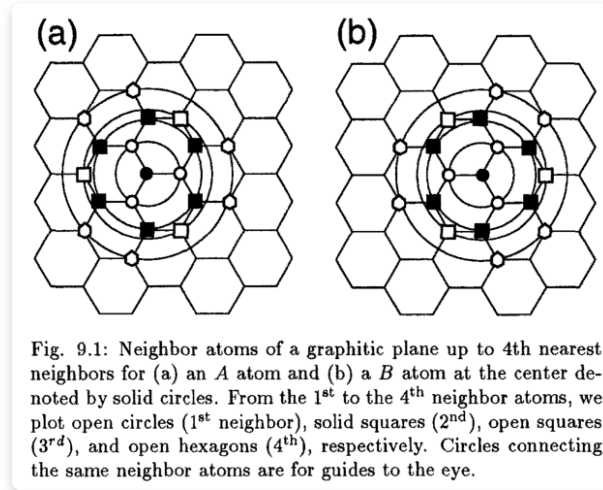 (a) (b)
Fig. 9.1: Neighbor atoms of a graphitic plane up to 4th nearest
neighbors for (a) an A atom and (b) a B atom at the center de-
noted by solid circles. From the 1st to the 4th neighbor atoms, we
plot open circles (1st neighbor), solid squares (2nd), open squares
(3rd), and open hexagons (4th), respectively. Circles connecting
the same neighbor atoms are for guides to the eye.